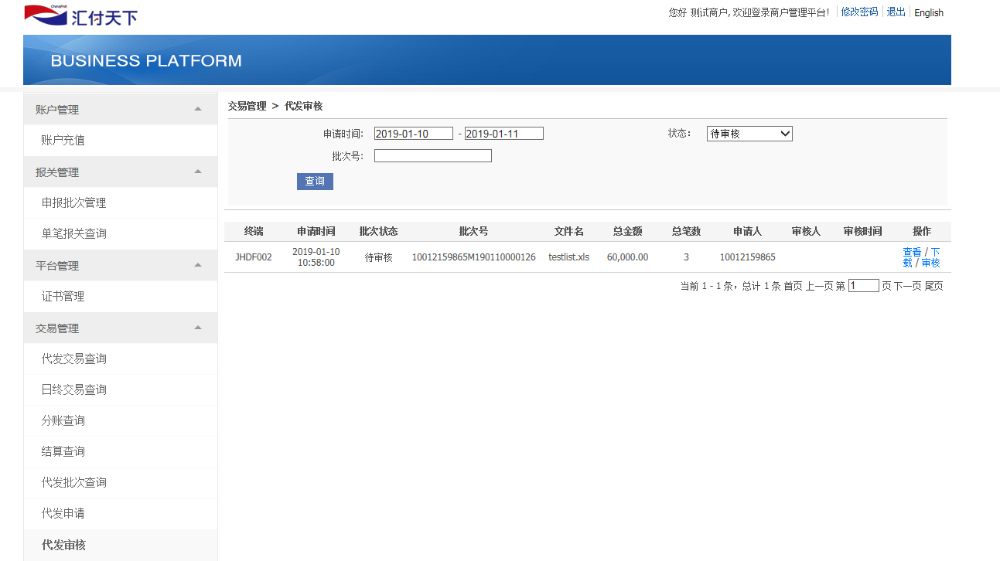 ChinaPnR
汇付天下
您好 测试商户, 欢迎登录商户管理平台! 修改密码 退出 English
BUSINESS PLATFORM
账户管理
账户充值
报关管理
申报批次管理
单笔报关查询
平台管理
证书管理
交易管理
代发交易查询
日终交易查询
分账查询
结算查询
代发批次查询
代发申请
代发审核
交易管理 > 代发审核
申请时间: 2019-01-10 - 2019-01-11 状态: 待审核
批次号:
查询
终端 申请时间 批次状态 批次号 文件名 总金额 总笔数 申请人 审核人 审核时间 操作
JHDF002 2019-01-10 10:58:00 待审核 10012159865M190110000126 testlist.xls 60,000.00 3 10012159865 查看 / 下载 / 审核
当前 1 - 1 条，总计 1 条 首页 上一页 第 1 页 下一页 尾页